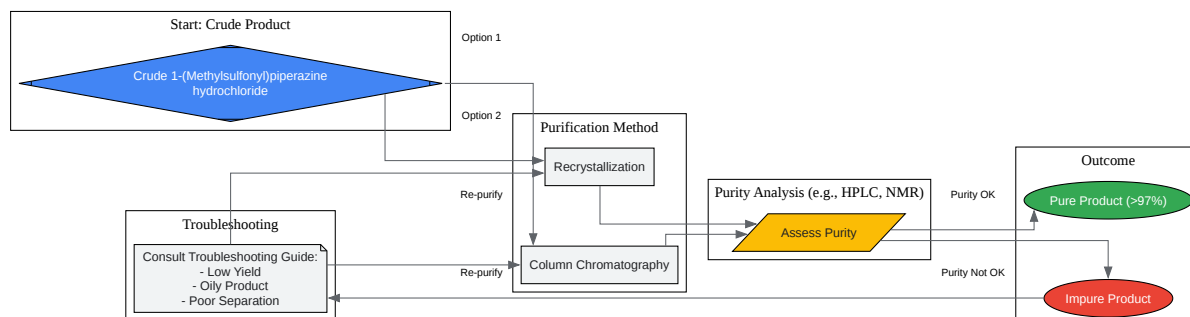 Start: Crude Product
Crude 1-(Methylsulfonyl)piperazine
hydrochloride
Option 1
Option 2
Purification Method
Recrystallization
Column Chromatography
Re-purify
Re-purify
Troubleshooting
Consult Troubleshooting Guide:
- Low Yield
- Oily Product
- Poor Separation
Purity Analysis (e.g., HPLC, NMR)
Assess Purity
Purity OK
Purity Not OK
Outcome
Pure Product (>97%)
Impure Product